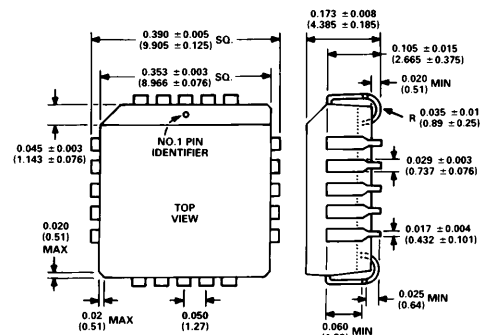 0.390 ± 0.005 SQ.
(9.905 ± 0.125)
0.353 ± 0.003 SQ.
(8.966 ± 0.076)
0.173 ± 0.008
(4.385 ± 0.185)
0.105 ± 0.015
(2.665 ± 0.375)
0.020 MIN
(0.51)
R 0.035 ± 0.01
(0.89 ± 0.25)
0.045 ± 0.003
(1.143 ± 0.076)
NO.1 PIN
IDENTIFIER
0.029 ± 0.003
(0.737 ± 0.076)
TOP
VIEW
0.020
(0.51)
MAX
0.017 ± 0.004
(0.432 ± 0.101)
0.02 MAX
(0.51)
0.050
(1.27)
0.025 MIN
(0.64)
0.060 MIN